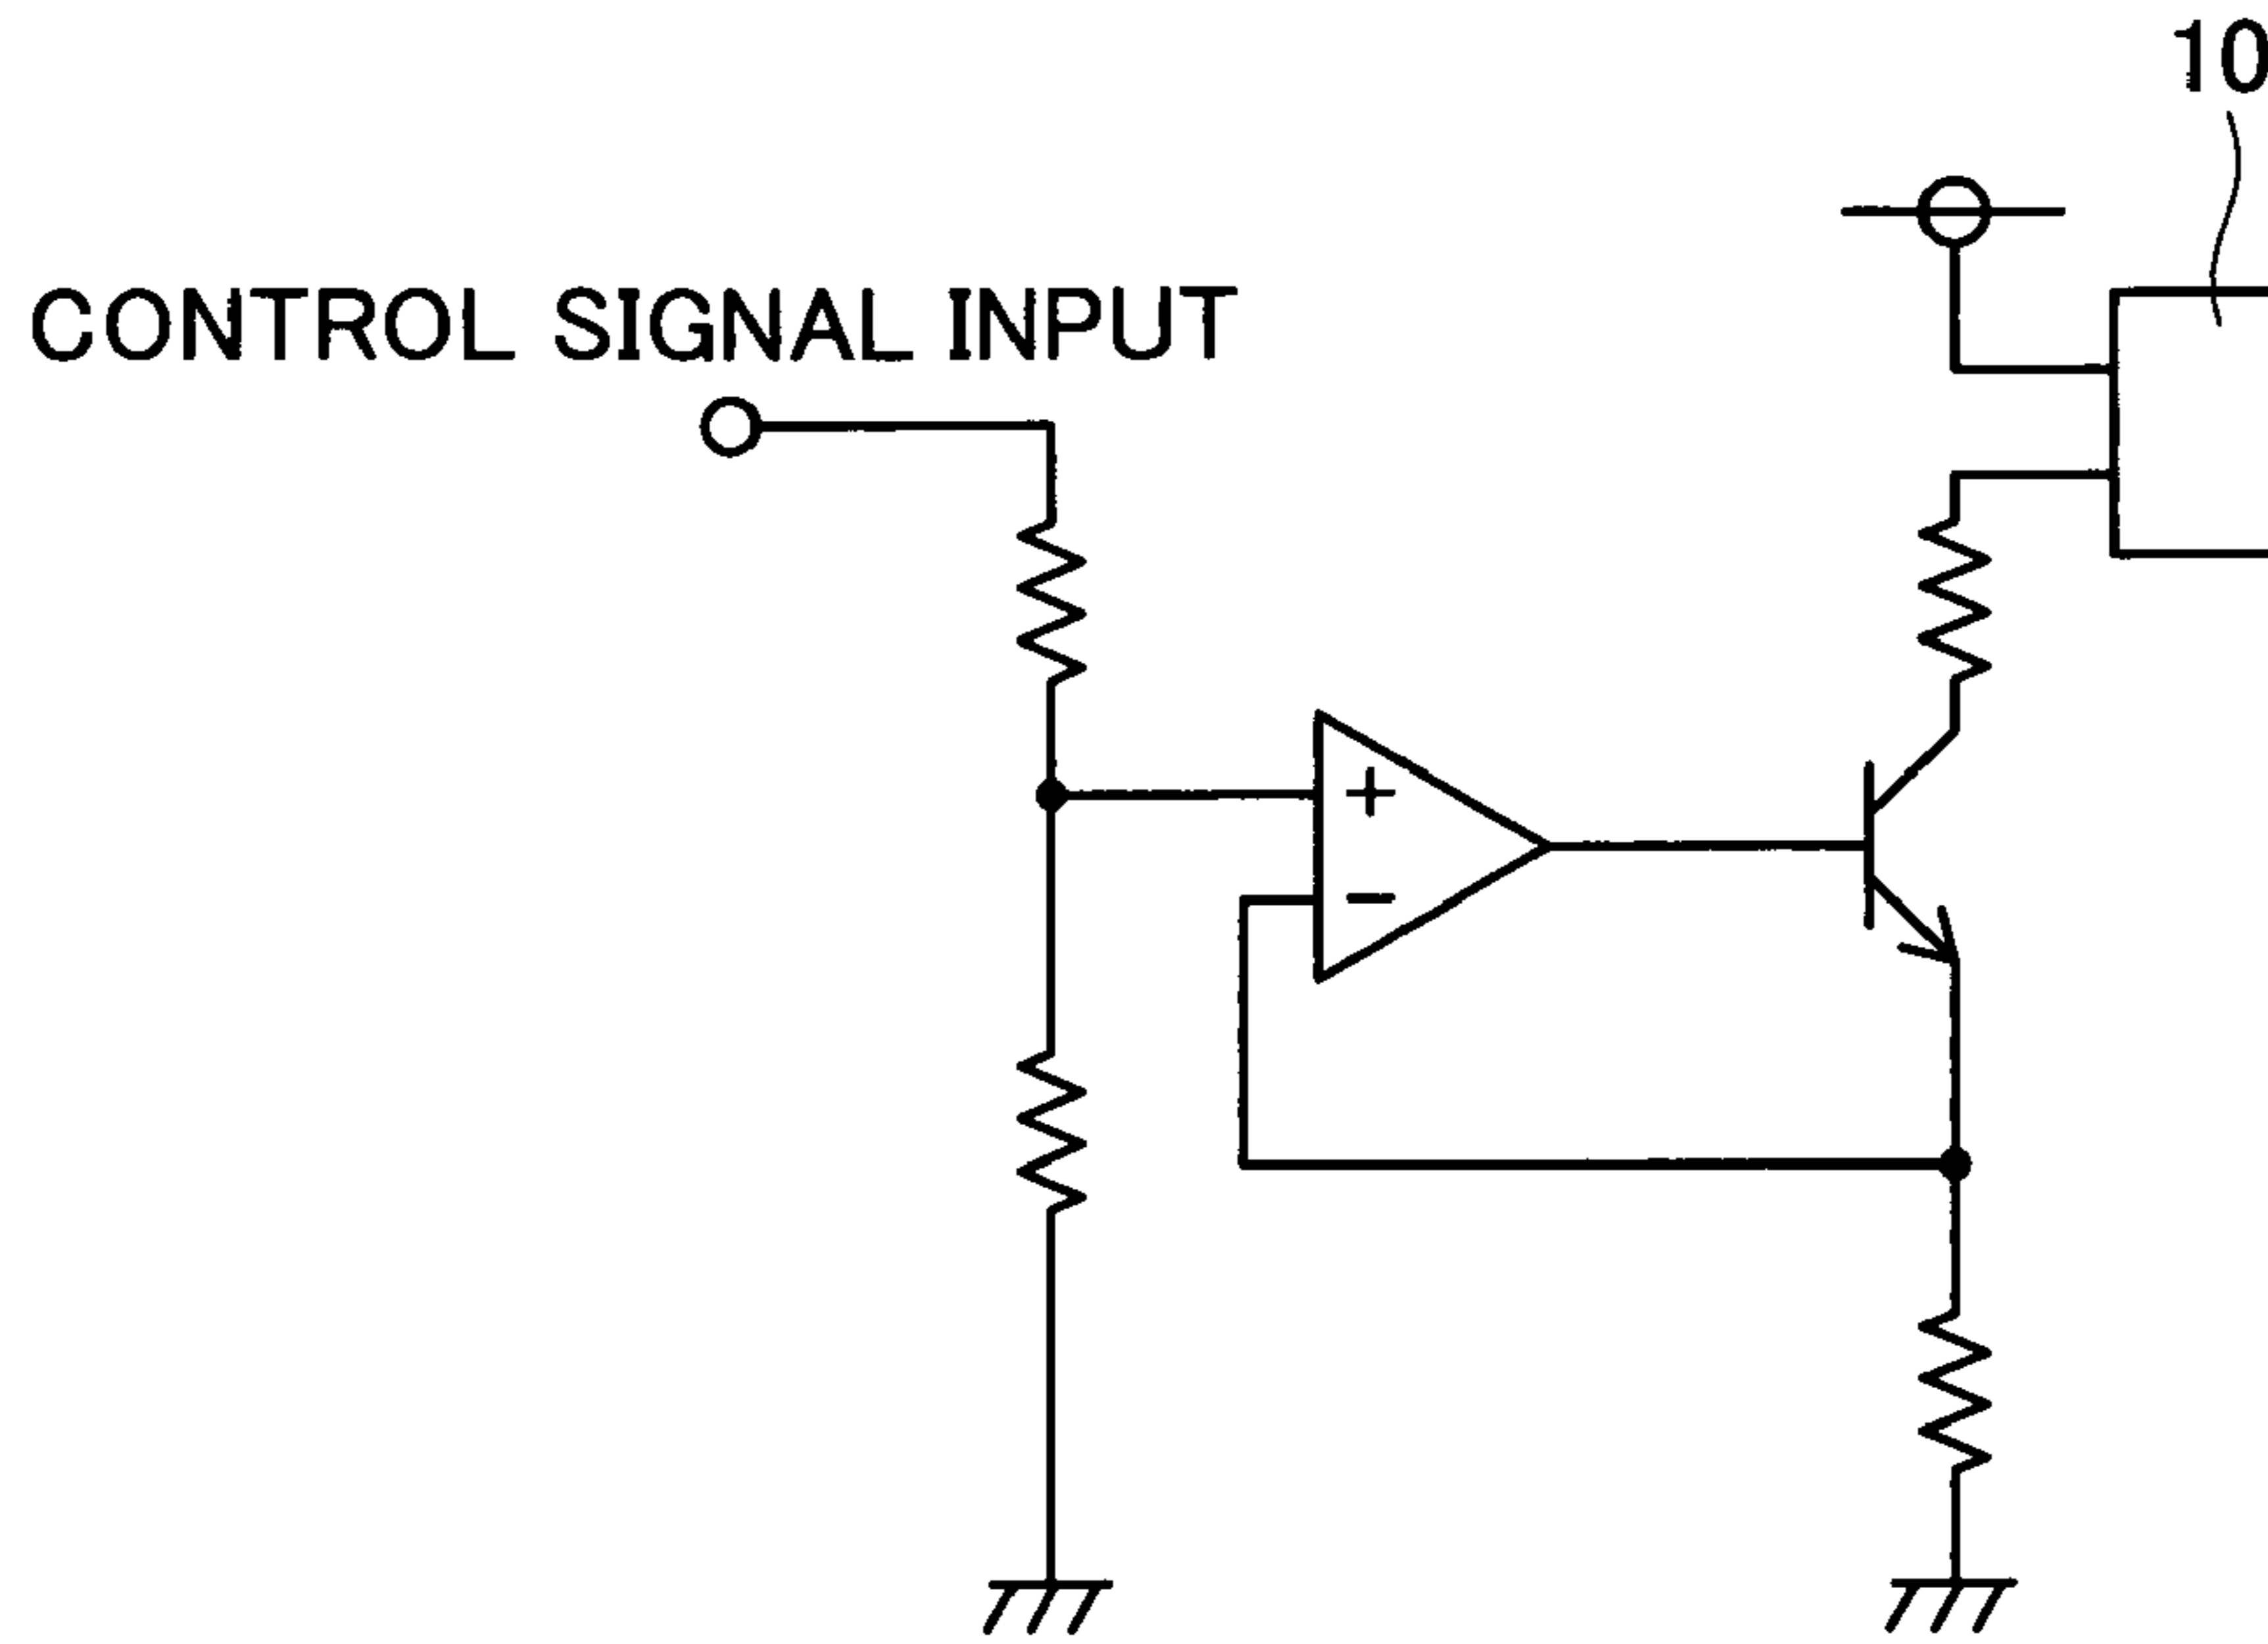 10
CONTROL SIGNAL INPUT
+
−